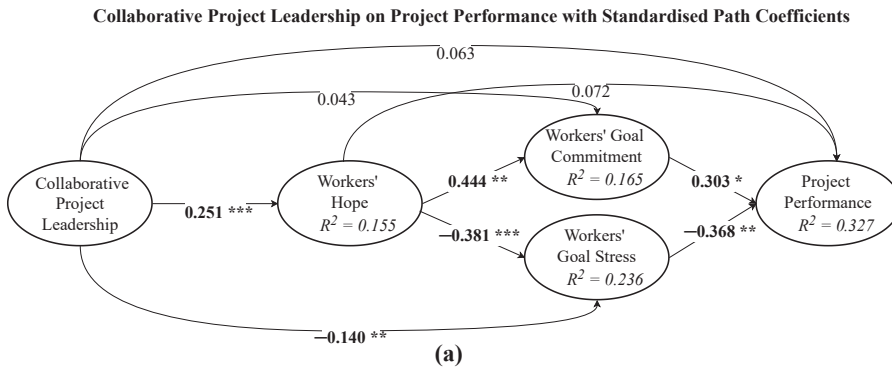 Collaborative Project Leadership on Project Performance with Standardised Path Coefficients
0.063
0.072
0.043
Workers' Goal
Commitment
R² = 0.165
Collaborative
Project
Leadership
0.251 ***
Workers'
Hope
R² = 0.155
0.444 **
−0.381 ***
0.303 *
−0.368 **
Project
Performance
R² = 0.327
Workers'
Goal Stress
R² = 0.236
−0.140 **
(a)